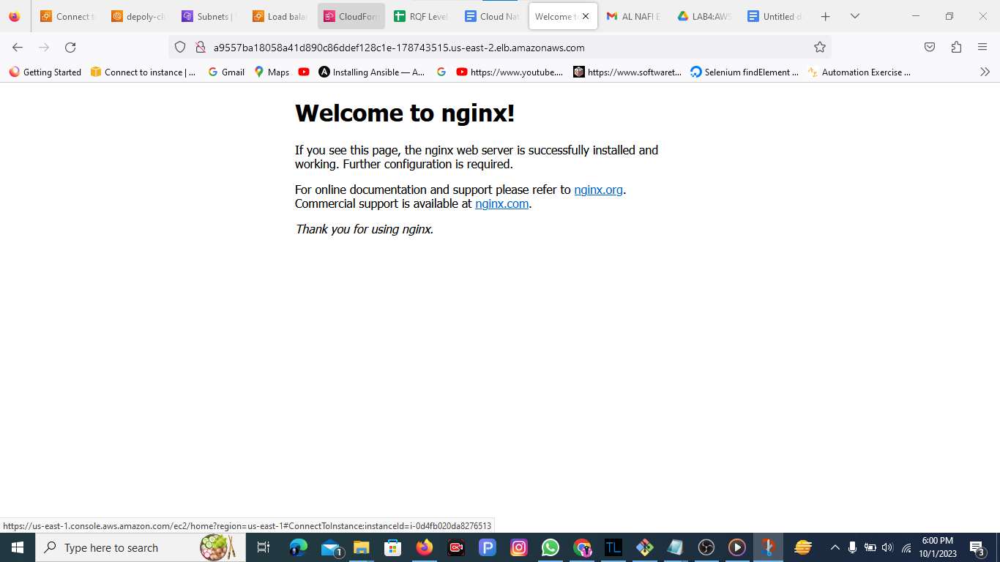 Connect t
depoly-clu
Subnets |
Load balan
CloudForm
RQF Level
Cloud Nat
Welcome to
AL NAFI E
LAB4:AWS
Untitled d
a9557ba18058a41d890c86ddef128c1e-178743515.us-east-2.elb.amazonaws.com
Getting Started
Connect to instance | ...
Gmail
Maps
Installing Ansible — A...
https://www.youtube....
https://www.softwaret...
Selenium findElement ...
Automation Exercise ...
Welcome to nginx!
If you see this page, the nginx web server is successfully installed and
working. Further configuration is required.
For online documentation and support please refer to nginx.org.
Commercial support is available at nginx.com.
Thank you for using nginx.
https://us-east-1.console.aws.amazon.com/ec2/home?region=us-east-1#ConnectToInstance:instanceId=i-0d4fb020da8276513
Type here to search
1
TL
6:00 PM
10/1/2023
3